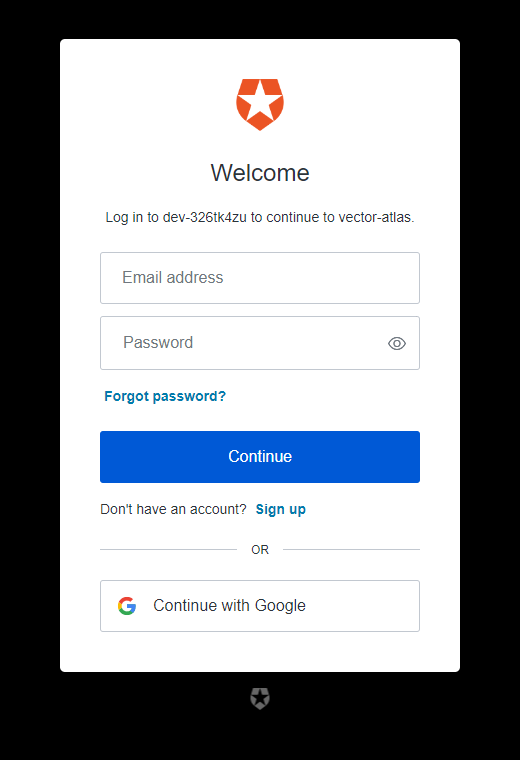 Welcome
Log in to dev-326tk4zu to continue to vector-atlas.
Email address
Password
Forgot password?
Continue
Don't have an account? Sign up
OR
Continue with Google